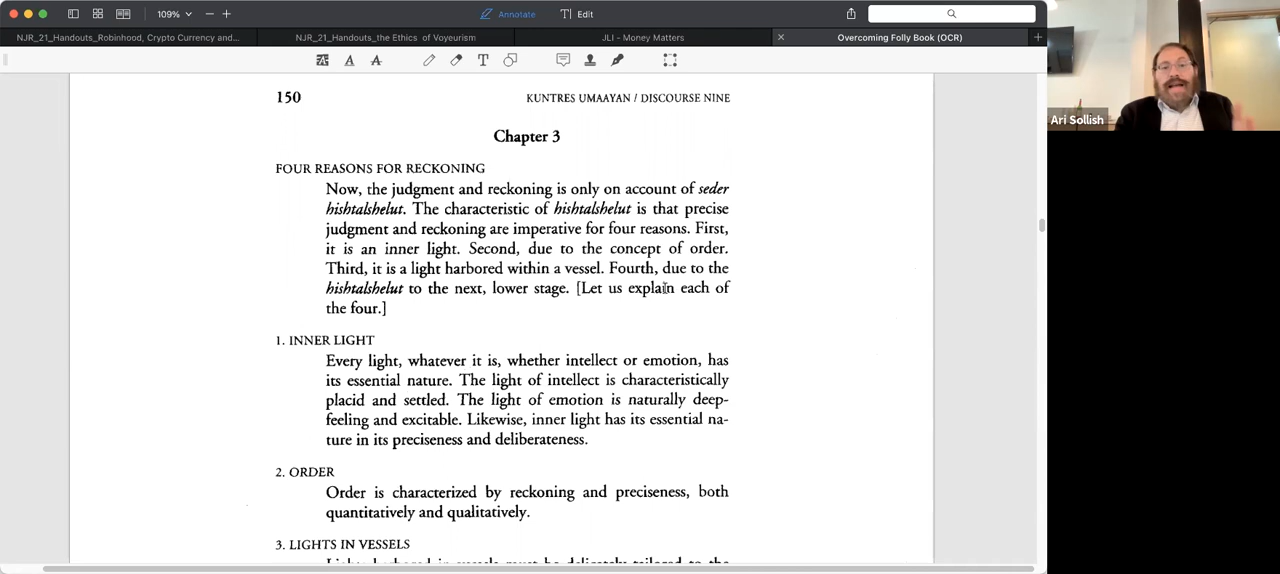 109%
Annotate
Edit
NJR_21_Handouts_Robinhood, Crypto Currency and...
NJR_21_Handouts_the Ethics of Voyeurism
JLI - Money Matters
Overcoming Folly Book (OCR)
Ari Sollish
150
KUNTRES UMAAYAN / DISCOURSE NINE
Chapter 3
FOUR REASONS FOR RECKONING
Now, the judgment and reckoning is only on account of seder
hishtalshelut. The characteristic of hishtalshelut is that precise
judgment and reckoning are imperative for four reasons. First,
it is an inner light. Second, due to the concept of order.
Third, it is a light harbored within a vessel. Fourth, due to the
hishtalshelut to the next, lower stage. [Let us explain each of
the four.]
1. INNER LIGHT
Every light, whatever it is, whether intellect or emotion, has
its essential nature. The light of intellect is characteristically
placid and settled. The light of emotion is naturally deep-
feeling and excitable. Likewise, inner light has its essential na-
ture in its preciseness and deliberateness.
2. ORDER
Order is characterized by reckoning and preciseness, both
quantitatively and qualitatively.
3. LIGHTS IN VESSELS